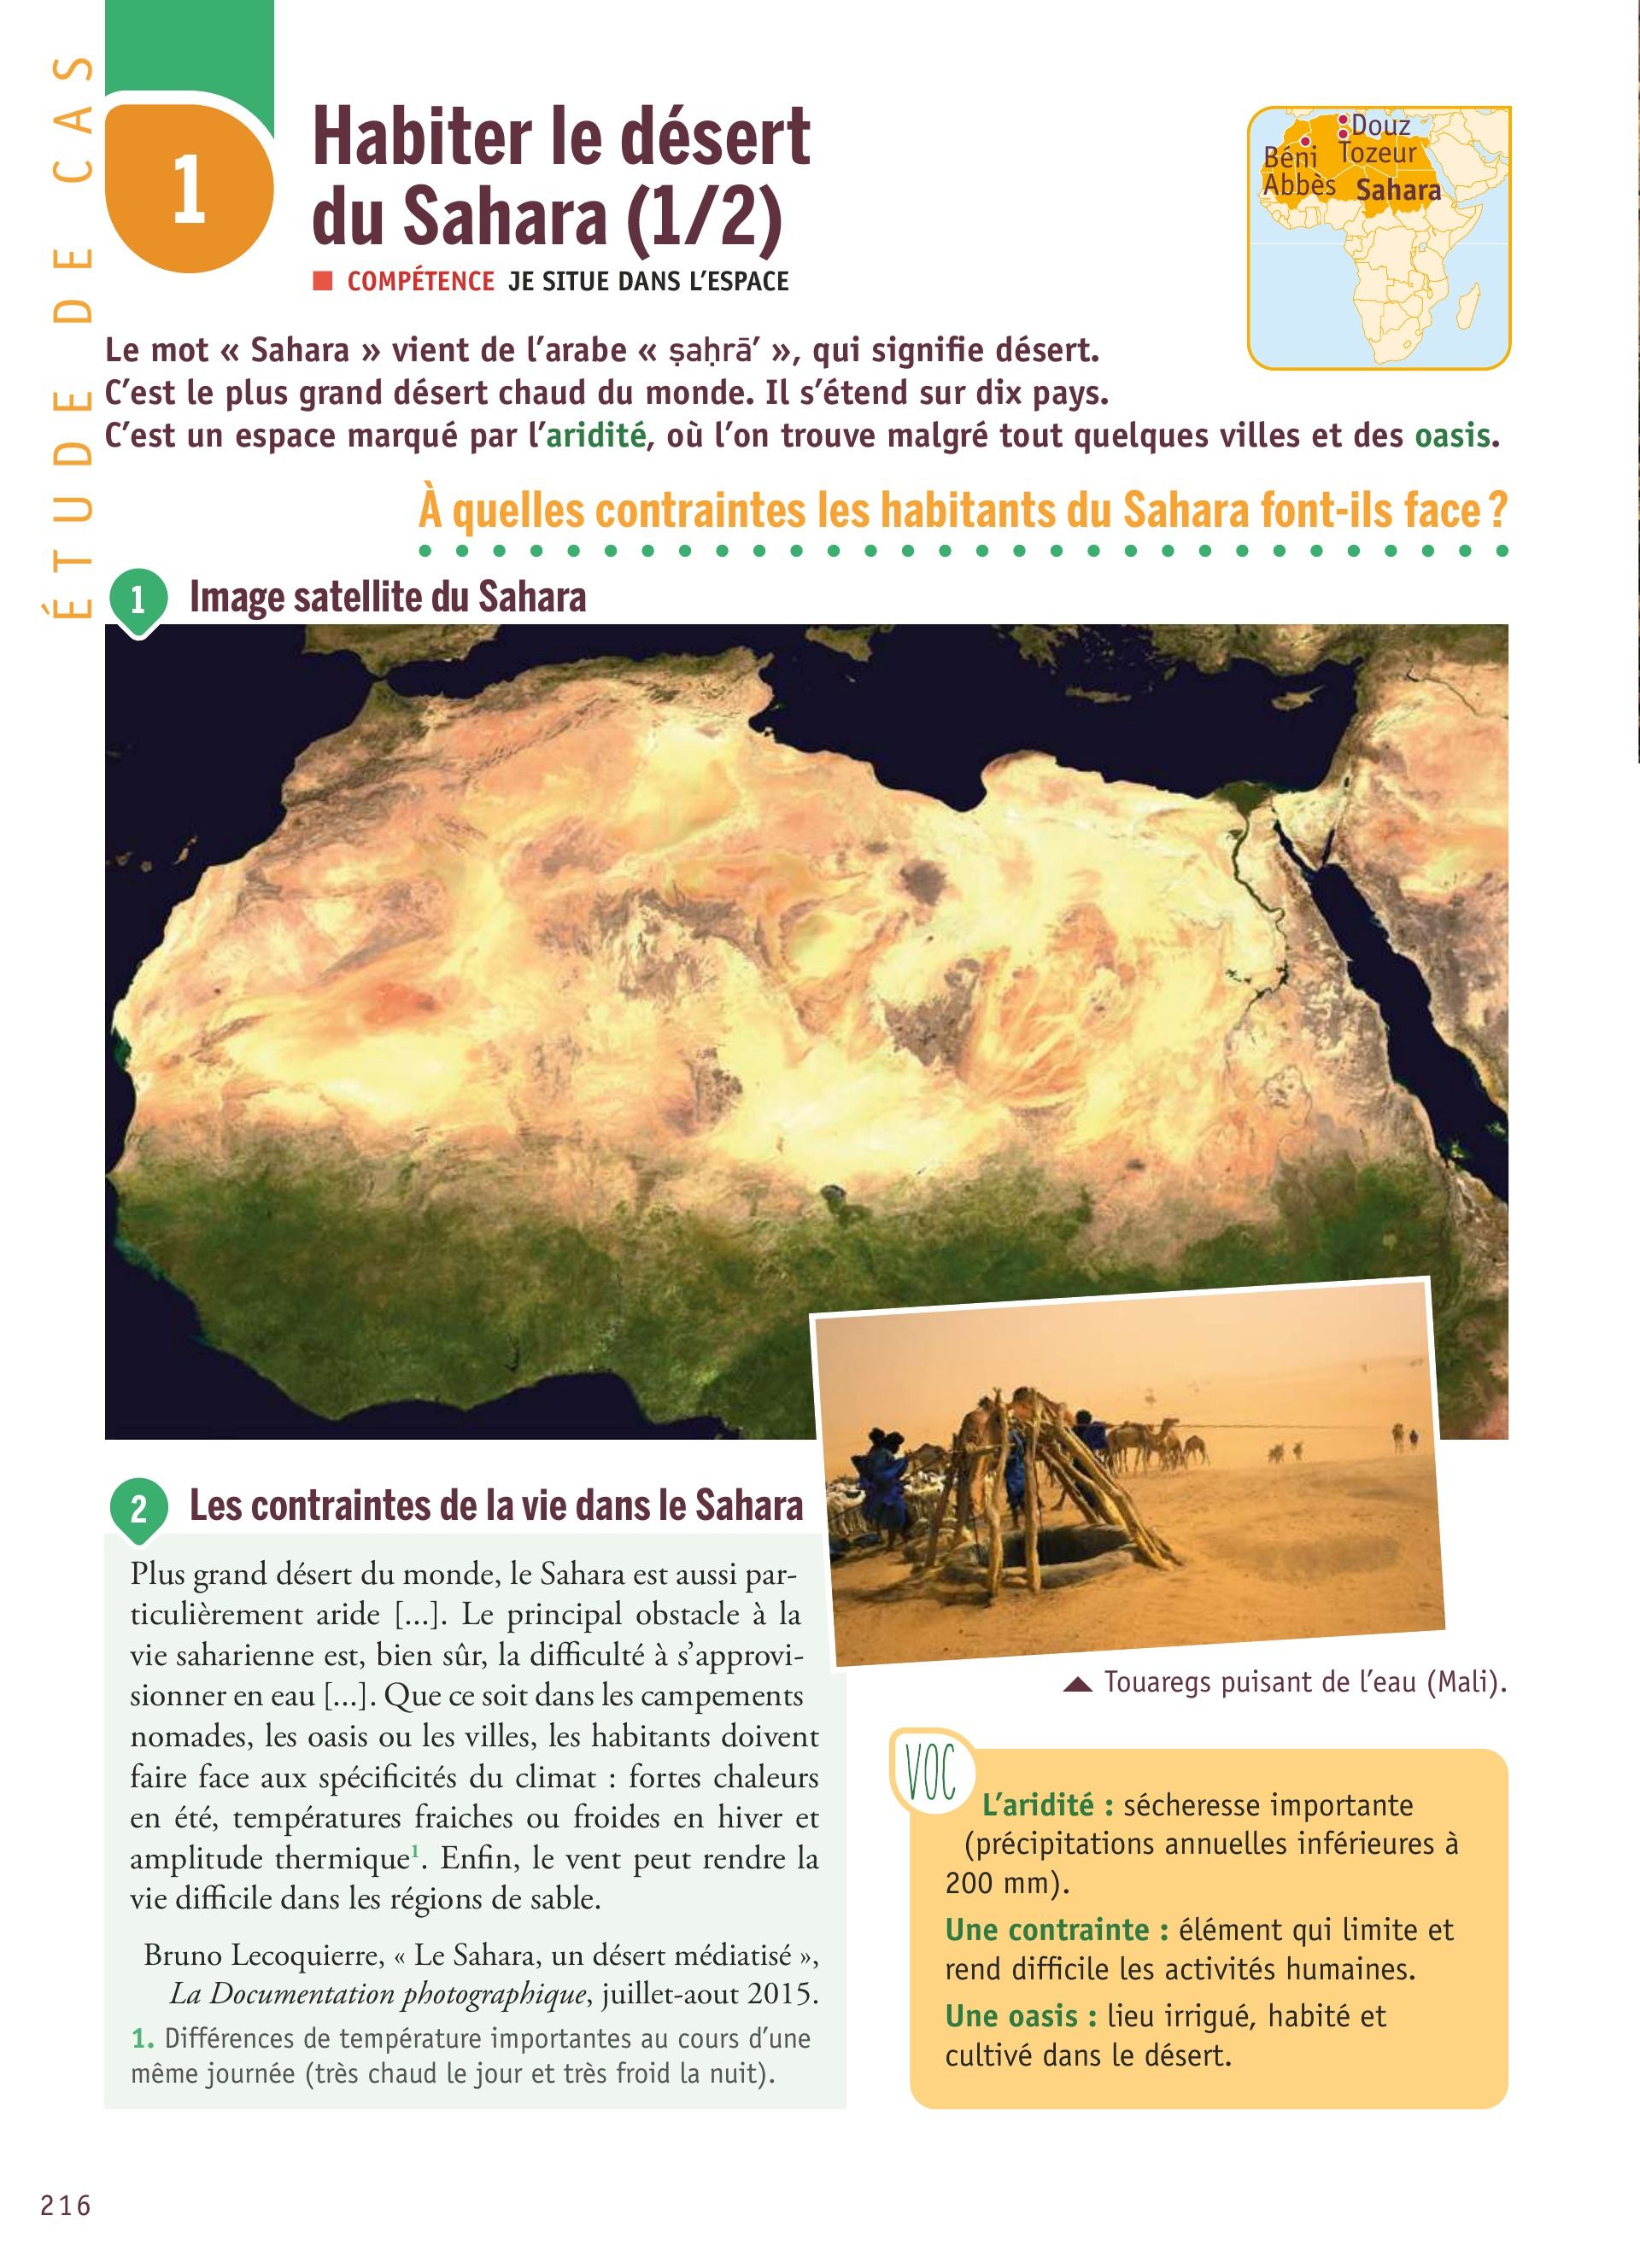 ÉTUDE DE CAS
1
Habiter le désert
du Sahara (1/2)
COMPÉTENCE JE SITUE DANS L'ESPACE
Douz
Béni Tozeur
Abbès Sahara
Le mot « Sahara » vient de l'arabe « ṣaḥrā’ », qui signifie désert.
C'est le plus grand désert chaud du monde. Il s'étend sur dix pays.
C'est un espace marqué par l'aridité, où l'on trouve malgré tout quelques villes et des oasis.
À quelles contraintes les habitants du Sahara font-ils face ?
1 Image satellite du Sahara
2 Les contraintes de la vie dans le Sahara
Plus grand désert du monde, le Sahara est aussi par-
ticulièrement aride [...]. Le principal obstacle à la
vie saharienne est, bien sûr, la difficulté à s'approvi-
sionner en eau [...]. Que ce soit dans les campements
nomades, les oasis ou les villes, les habitants doivent
faire face aux spécificités du climat : fortes chaleurs
en été, températures fraiches ou froides en hiver et
amplitude thermique¹. Enfin, le vent peut rendre la
vie difficile dans les régions de sable.
Bruno Lecoquierre, « Le Sahara, un désert médiatisé »,
La Documentation photographique, juillet-aout 2015.
1. Différences de température importantes au cours d'une
même journée (très chaud le jour et très froid la nuit).
▲ Touaregs puisant de l'eau (Mali).
VOC
L'aridité : sécheresse importante
(précipitations annuelles inférieures à
200 mm).
Une contrainte : élément qui limite et
rend difficile les activités humaines.
Une oasis : lieu irrigué, habité et
cultivé dans le désert.
216